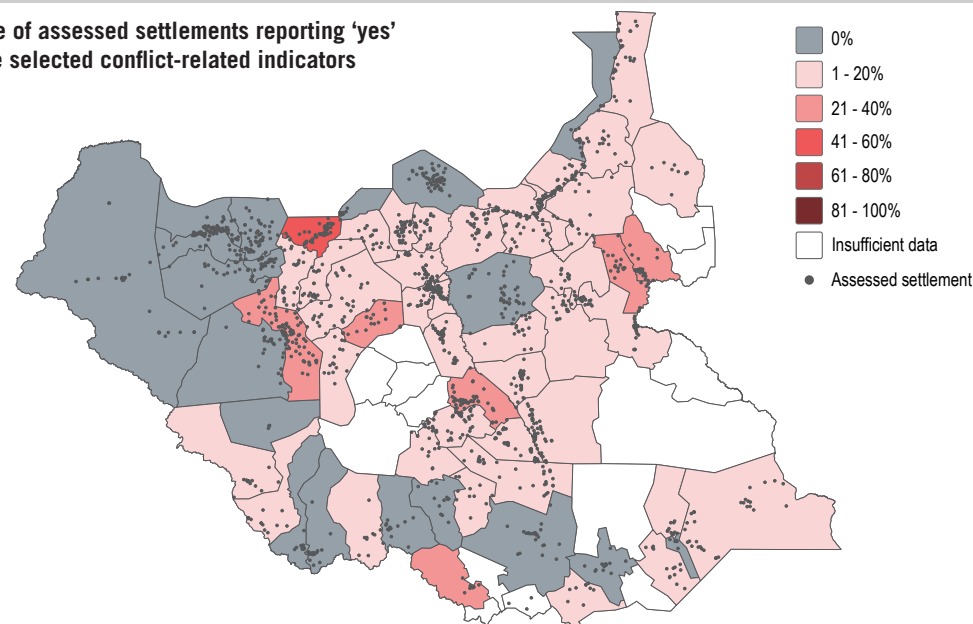 e of assessed settlements reporting ‘yes’
e selected conflict-related indicators
0%
1 - 20%
21 - 40%
41 - 60%
61 - 80%
81 - 100%
Insufficient data
Assessed settlement